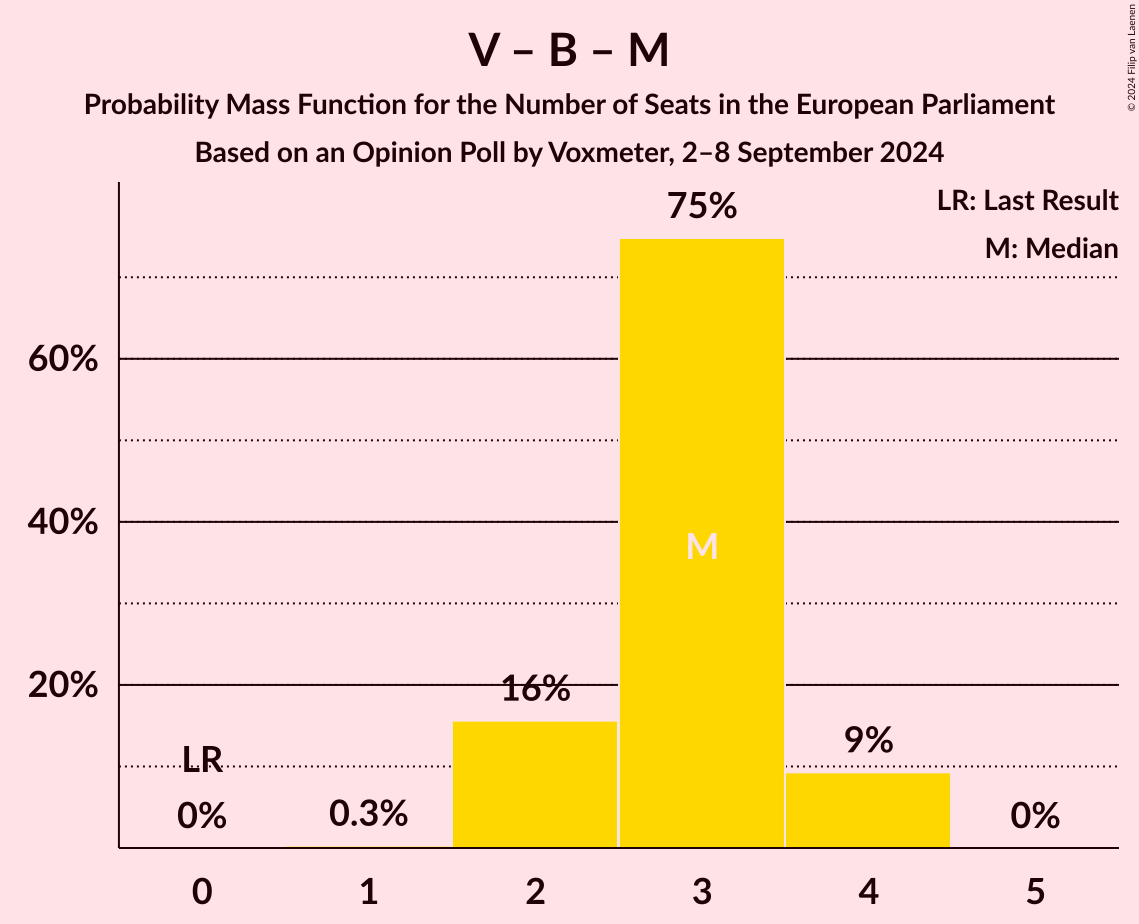 V – B – M
Probability Mass Function for the Number of Seats in the European Parliament
Based on an Opinion Poll by Voxmeter, 2–8 September 2024
© 2024 Filip van Laenen
LR: Last Result
M: Median
75%
60%
40%
M
20%
16%
9%
LR
0%
0.3%
0%
0 1 2 3 4 5